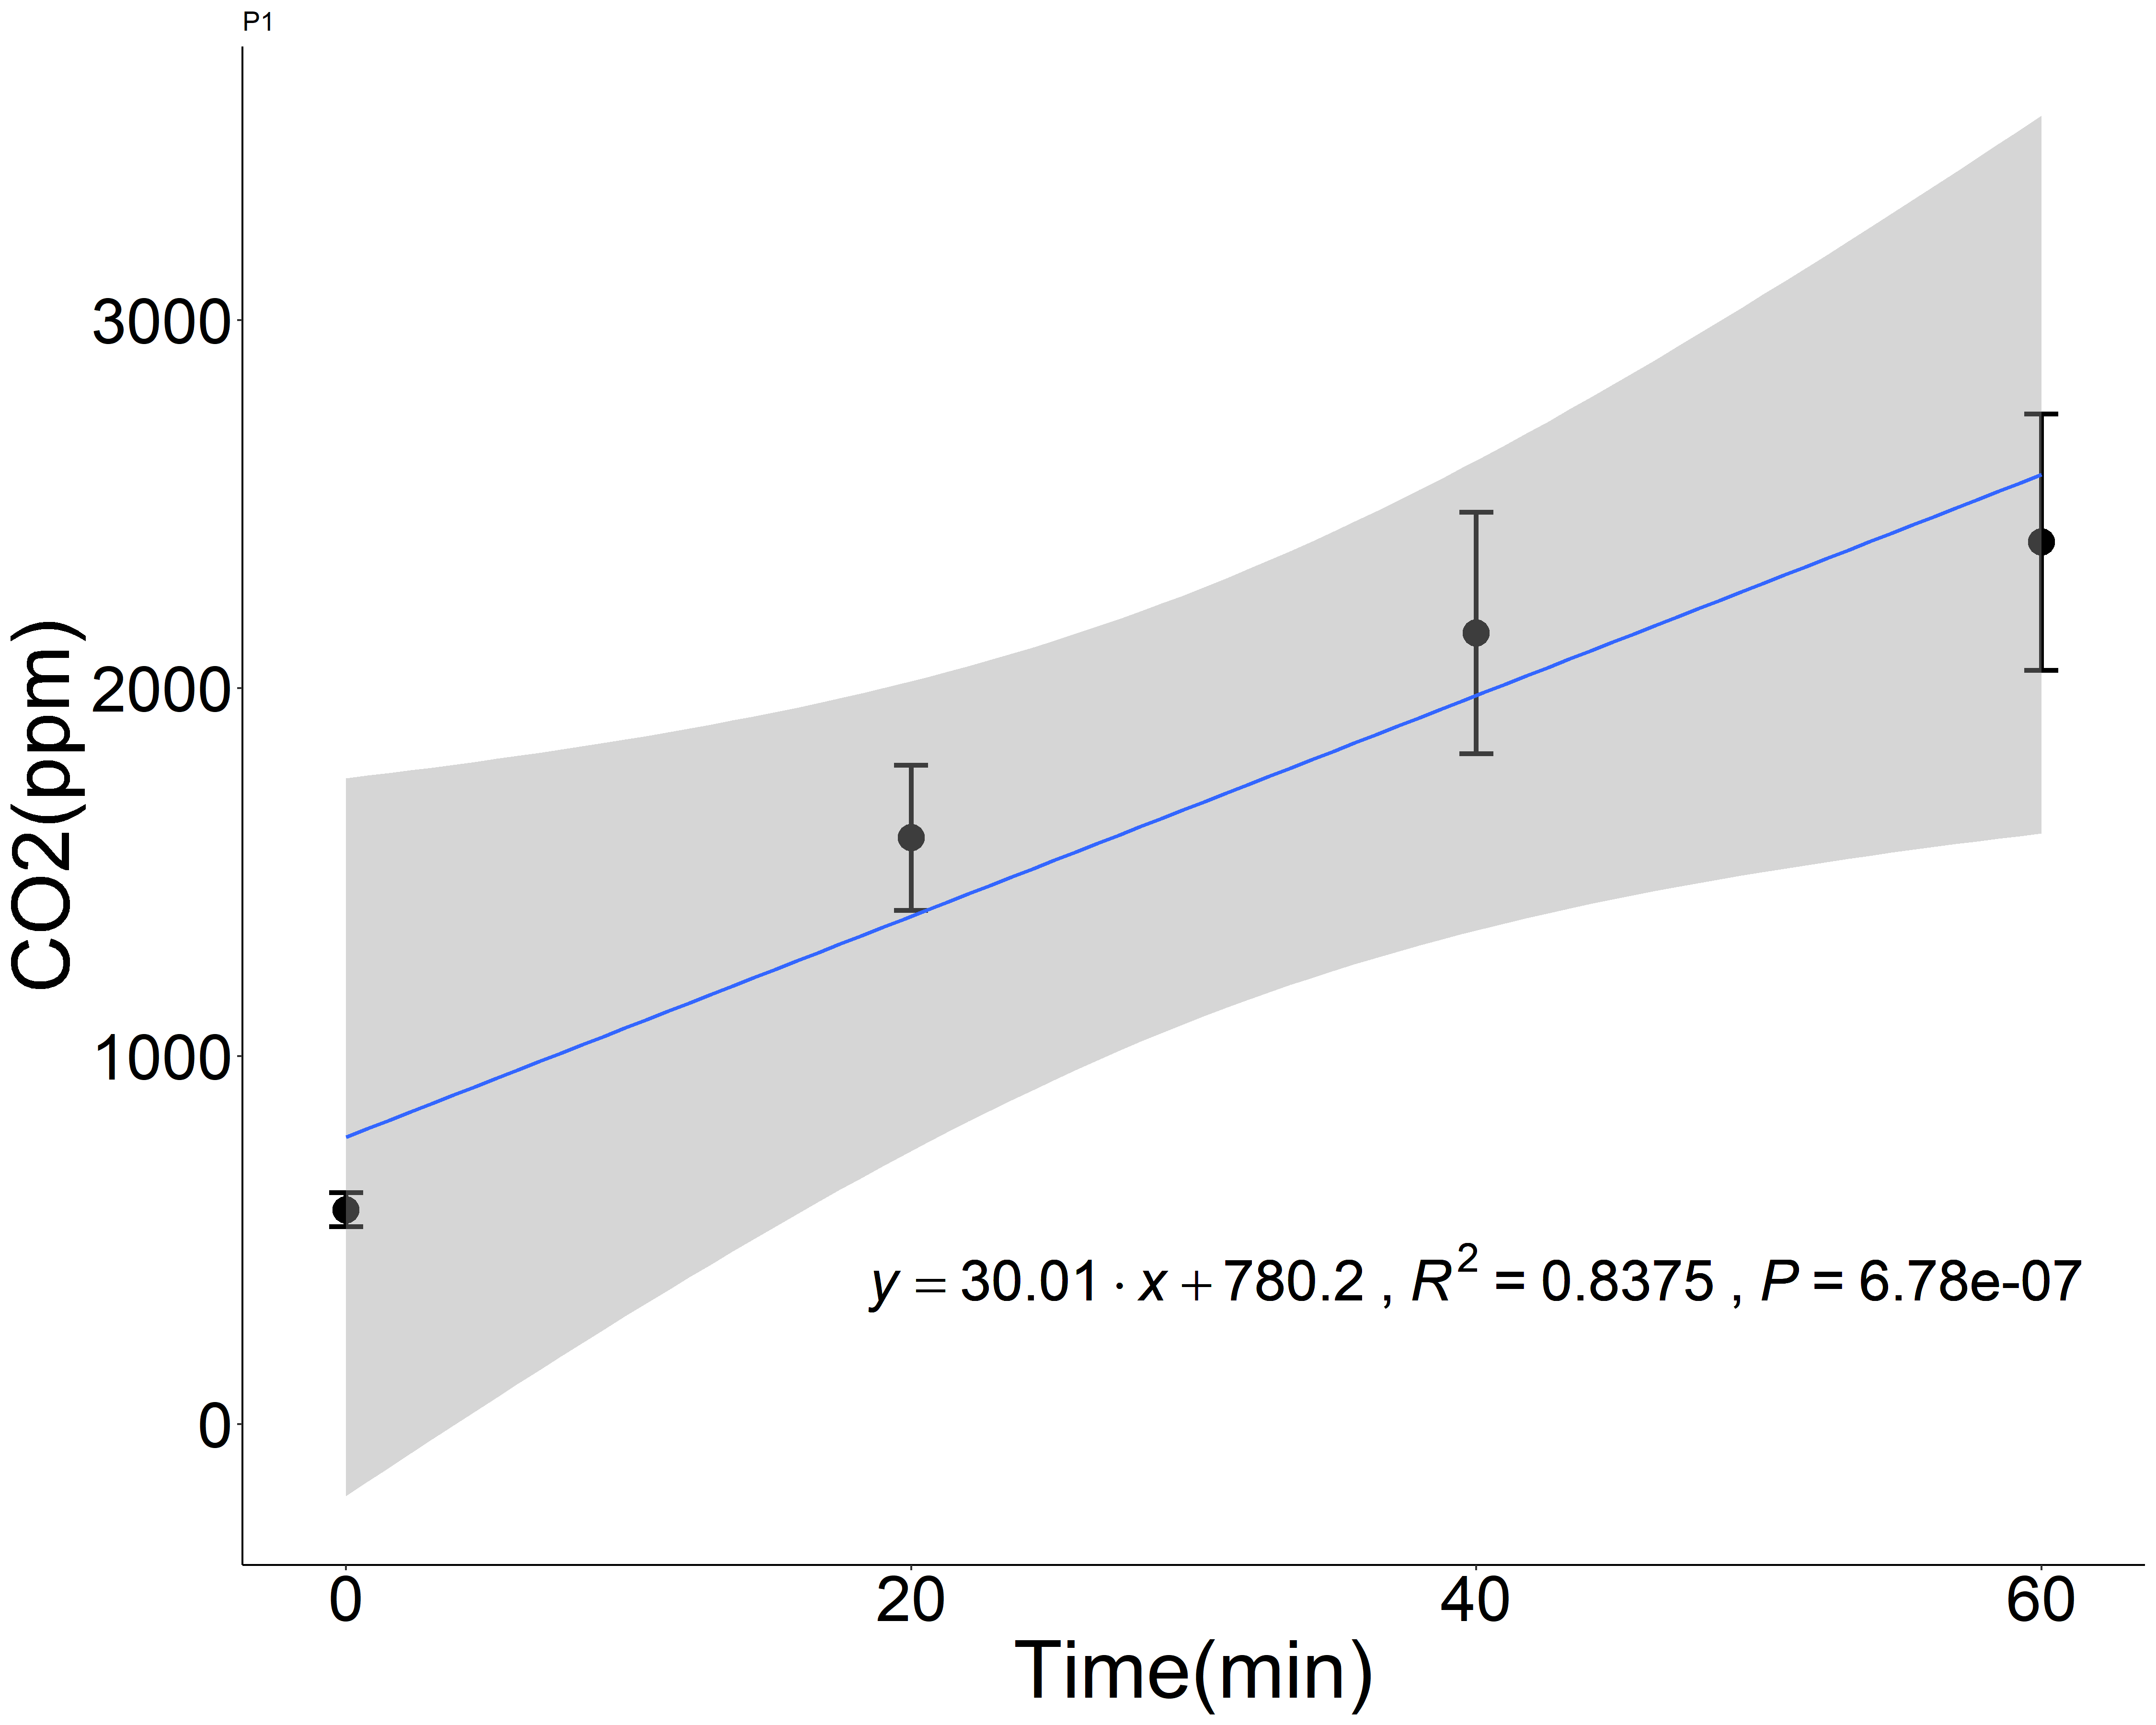 P1
3000
2000
1000
0
CO2(ppm)
y = 30.01 · x + 780.2 , R² = 0.8375 , P = 6.78e-07
0 20 40 60
Time(min)